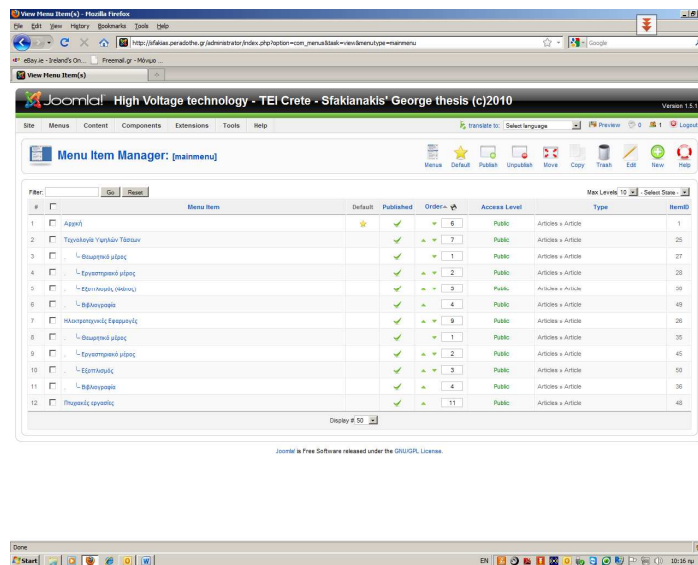 View Menu Item(s) - Mozilla Firefox
File Edit View History Bookmarks Tools Help
http://sfakias.peradothe.gr/administrator/index.php?option=com_menus&task=view&menutype=mainmenu
Google
eBay.ie - Ireland's On... Freemail.gr - Μόνιμο ...
View Menu Item(s)
Joomla! High Voltage technology - TEI Crete - Sfakianakis' George thesis (c)2010
Version 1.5.1
Site Menus Content Components Extensions Tools Help translate to: Select language Preview 0 1 Logout
Menu Item Manager: [mainmenu]
Menus Default Publish Unpublish Move Copy Trash Edit New Help
Filter: Go Reset Max Levels 10 - Select State -
# Menu Item Default Published Order Access Level Type ItemID
1 Αρχική 6 Public Articles » Article 1
2 Τεχνολογία Υψηλών Τάσεων 7 Public Articles » Article 25
3 . Θεωρητικό μέρος 1 Public Articles » Article 27
4 . Εργαστηριακό μέρος 2 Public Articles » Article 28
5 . Εξοπλισμός 3 Public Articles » Article
6 . Βιβλιογραφία 4 Public Articles » Article 49
7 Ηλεκτροτεχνικές Εφαρμογές 9 Public Articles » Article 26
8 . Θεωρητικό μέρος 1 Public Articles » Article 35
9 . Εργαστηριακό μέρος 2 Public Articles » Article 45
10 . Εξοπλισμός 3 Public Articles » Article 50
11 . Βιβλιογραφία 4 Public Articles » Article 36
12 Πτυχιακές εργασίες 11 Public Articles » Article 48
Display # 50
Joomla! is Free Software released under the GNU/GPL License.
Done
Start EN 10:16 πμ